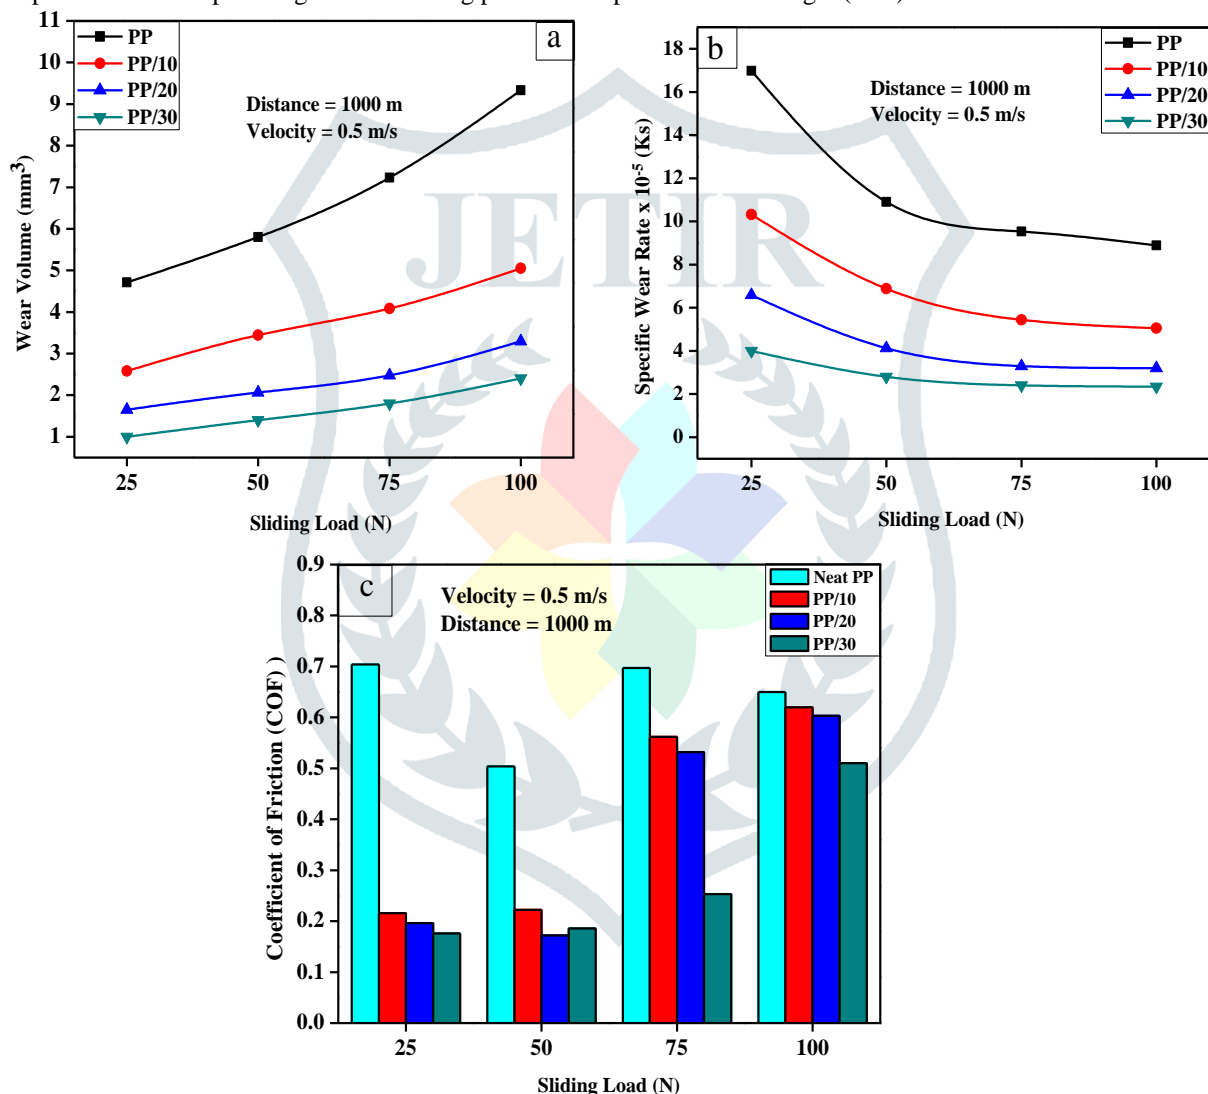 a
PP
PP/10
PP/20
PP/30
Distance = 1000 m
Velocity = 0.5 m/s
Wear Volume (mm³)
11
10
9
8
7
6
5
4
3
2
1
25 50 75 100
Sliding Load (N)
b
PP
PP/10
PP/20
PP/30
Distance = 1000 m
Velocity = 0.5 m/s
Specific Wear Rate x 10⁻⁵ (Ks)
18
16
14
12
10
8
6
4
2
0
25 50 75 100
Sliding Load (N)
JETIR
c
Velocity = 0.5 m/s
Distance = 1000 m
Neat PP
PP/10
PP/20
PP/30
Coefficient of Friction (COF )
0.9
0.8
0.7
0.6
0.5
0.4
0.3
0.2
0.1
0.0
25 50 75 100
Sliding Load (N)